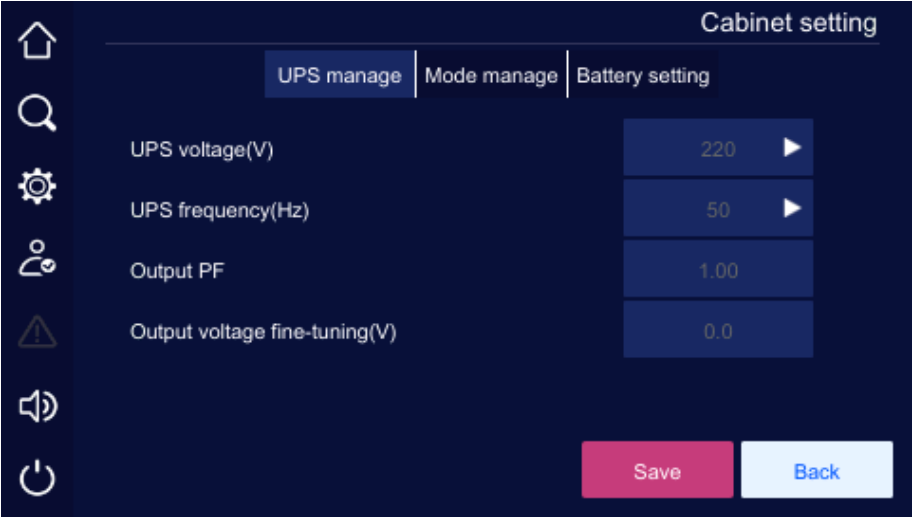 Cabinet setting
UPS manage Mode manage Battery setting
UPS voltage(V) 220
UPS frequency(Hz) 50
Output PF 1.00
Output voltage fine-tuning(V) 0.0
Save Back